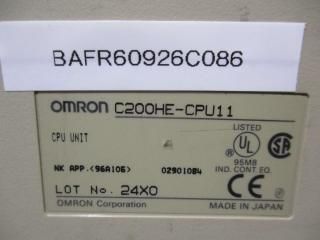 BAFR60926C086
OMRON C200HE-CPU11
CPU UNIT
LISTED
UL
95M8
IND. CONT. EQ.
NK APP.<96A106> 02901084
LOT No. 24X0
CE
OMRON Corporation MADE IN JAPAN